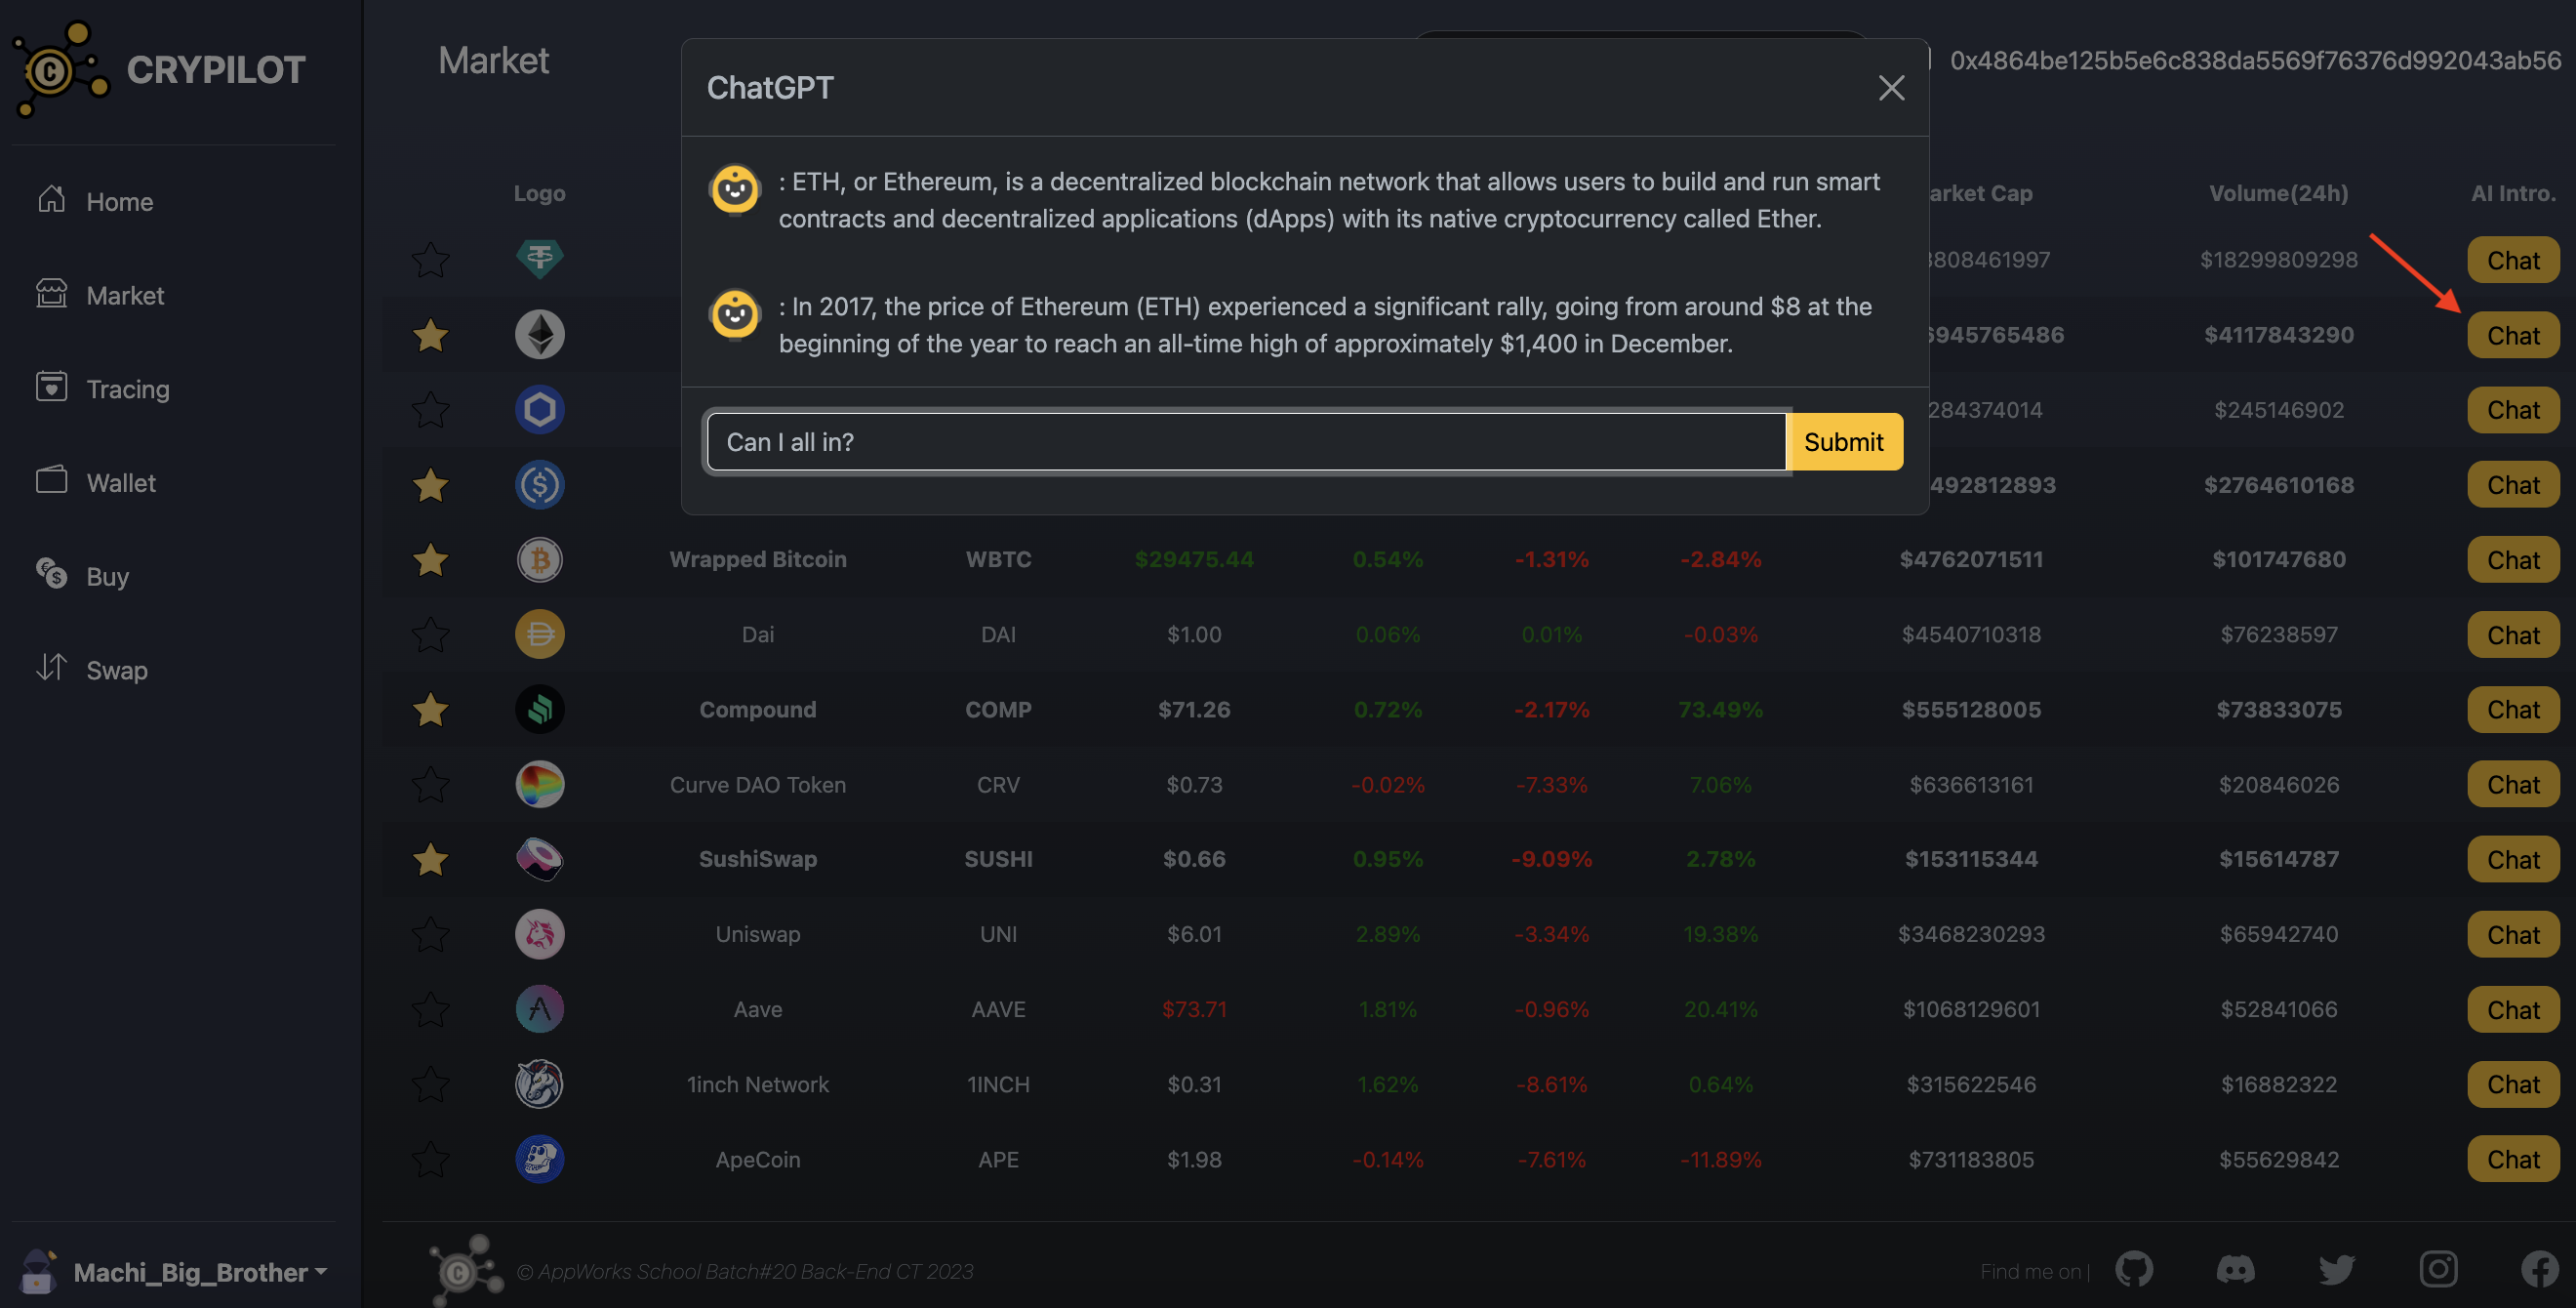 CRYPILOT
Home
Market
Tracing
Wallet
Buy
Swap
Machi_Big_Brother
Market
0x4864be125b5e6c838da5569f76376d992043ab56
ChatGPT
: ETH, or Ethereum, is a decentralized blockchain network that allows users to build and run smart
contracts and decentralized applications (dApps) with its native cryptocurrency called Ether.
: In 2017, the price of Ethereum (ETH) experienced a significant rally, going from around $8 at the
beginning of the year to reach an all-time high of approximately $1,400 in December.
Can I all in? Submit
Logo Cap Volume(24h) AI Intro.
$18299809298 Chat
$4117843290 Chat
$245146902 Chat
$2764610168 Chat
Wrapped Bitcoin WBTC $29475.44 0.54% -1.31% -2.84% $4762071511 $101747680 Chat
Dai DAI $1.00 0.06% 0.01% -0.03% $4540710318 $76238597 Chat
Compound COMP $71.26 0.72% -2.17% 73.49% $555128005 $73833075 Chat
Curve DAO Token CRV $0.73 -0.02% -7.33% 7.06% $636613161 $20846026 Chat
SushiSwap SUSHI $0.66 0.95% -9.09% 2.78% $153115344 $15614787 Chat
Uniswap UNI $6.01 2.89% -3.34% 19.38% $3468230293 $65942740 Chat
Aave AAVE $73.71 1.81% -0.96% 20.41% $1068129601 $52841066 Chat
1inch Network 1INCH $0.31 1.62% -8.61% 0.64% $315622546 $16882322 Chat
ApeCoin APE $1.98 -0.14% -7.61% -11.89% $731183805 $55629842 Chat
© AppWorks School Batch#20 Back-End CT 2023
Find me on |